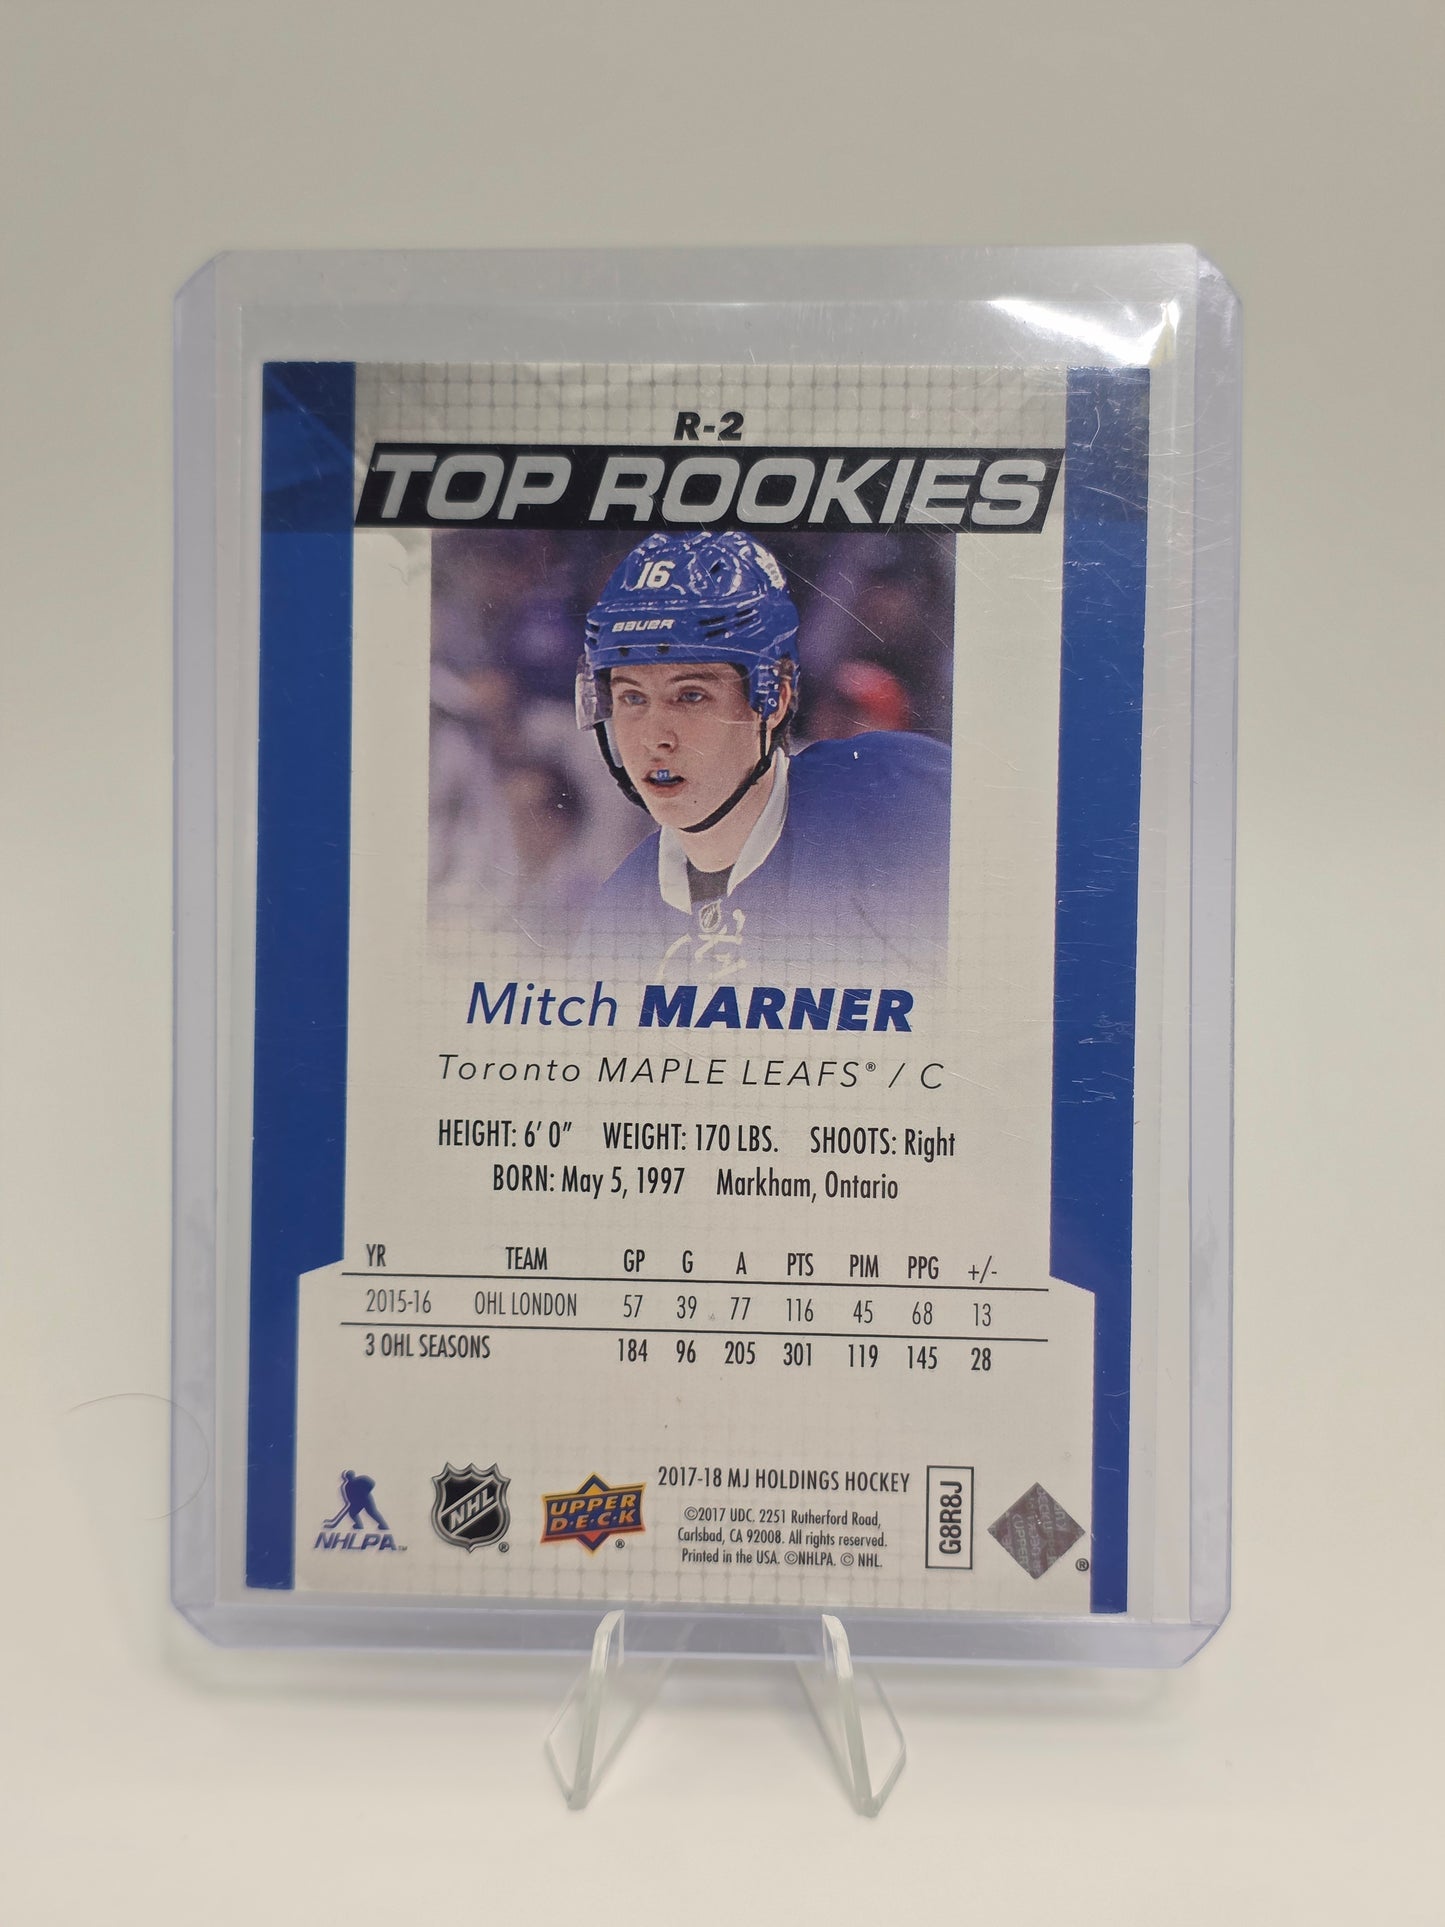 R-2
TOP ROOKIES
16
BAUER
Mitch MARNER
Toronto MAPLE LEAFS® / C
HEIGHT: 6' 0" WEIGHT: 170 LBS. SHOOTS: Right
BORN: May 5, 1997 Markham, Ontario
YR TEAM GP G A PTS PIM PPG +/-
2015-16 OHL LONDON 57 39 77 116 45 68 13
3 OHL SEASONS 184 96 205 301 119 145 28
NHLPA™
NHL®
UPPER
D·E·C·K®
2017-18 MJ HOLDINGS HOCKEY
©2017 UDC. 2251 Rutherford Road,
Carlsbad, CA 92008. All rights reserved.
Printed in the USA. ©NHLPA. © NHL.
G8R8J
®